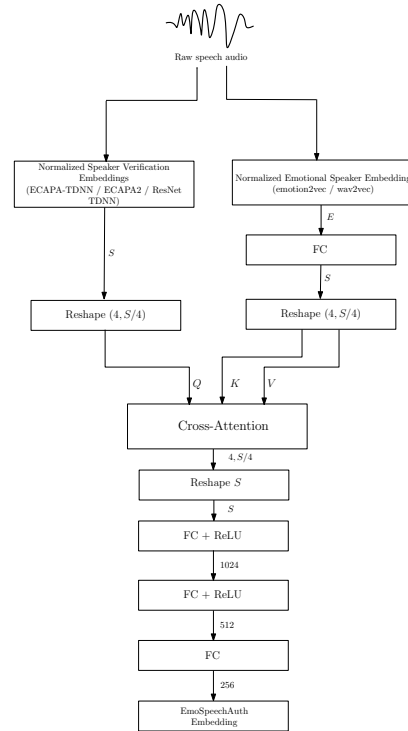 Raw speech audio
Normalized Speaker Verification
Embeddings
(ECAPA-TDNN / ECAPA2 / ResNet
TDNN)
Normalized Emotional Speaker Embedding
(emotion2vec / wav2vec)
E
FC
S
S
Reshape (4, S/4)
Reshape (4, S/4)
Q
K
V
Cross-Attention
4, S/4
Reshape S
S
FC + ReLU
1024
FC + ReLU
512
FC
256
EmoSpeechAuth
Embedding